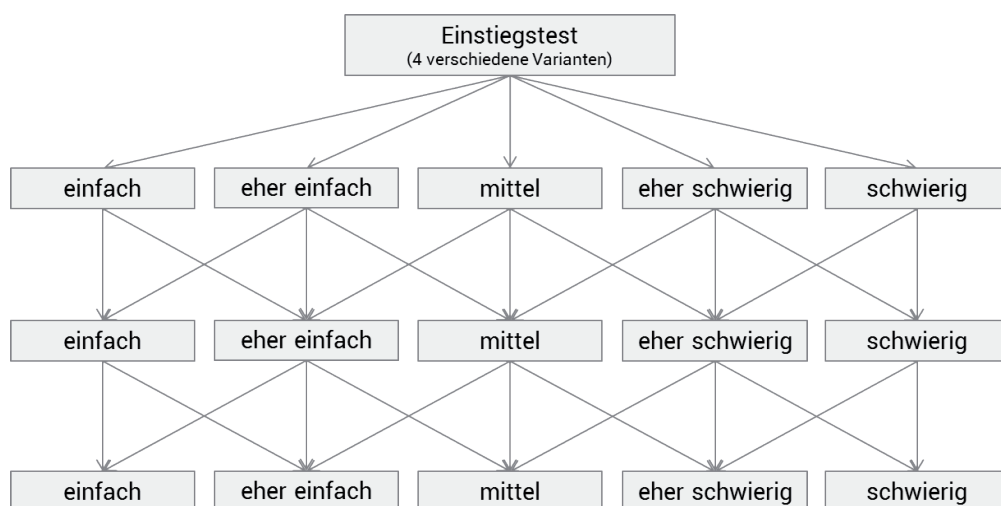 Einstiegstest
(4 verschiedene Varianten)
einfach
eher einfach
mittel
eher schwierig
schwierig
einfach
eher einfach
mittel
eher schwierig
schwierig
einfach
eher einfach
mittel
eher schwierig
schwierig